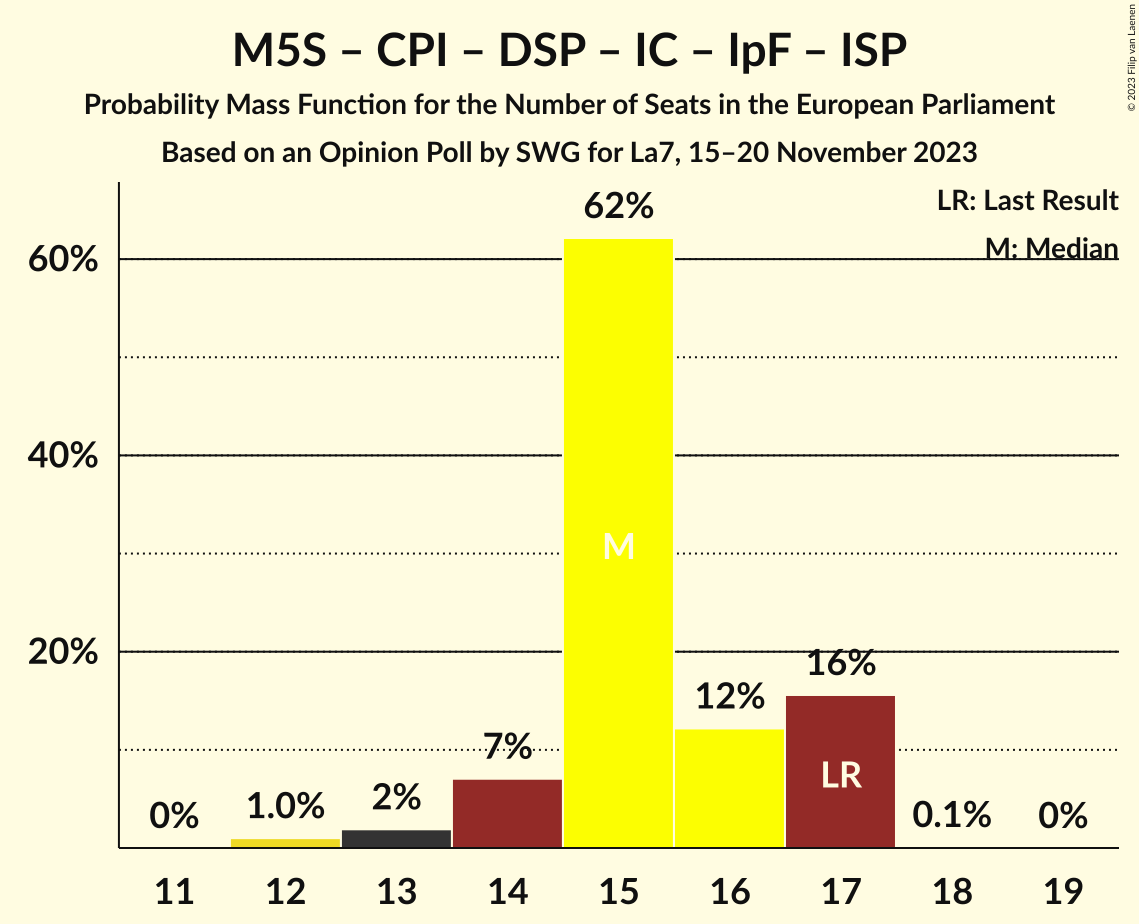 M5S – CPI – DSP – IC – IpF – ISP
Probability Mass Function for the Number of Seats in the European Parliament
Based on an Opinion Poll by SWG for La7, 15–20 November 2023
© 2023 Filip van Laenen
LR: Last Result
M: Median
60%
40%
20%
0%
1.0%
2%
7%
62%
12%
16%
0.1%
0%
M
LR
11 12 13 14 15 16 17 18 19